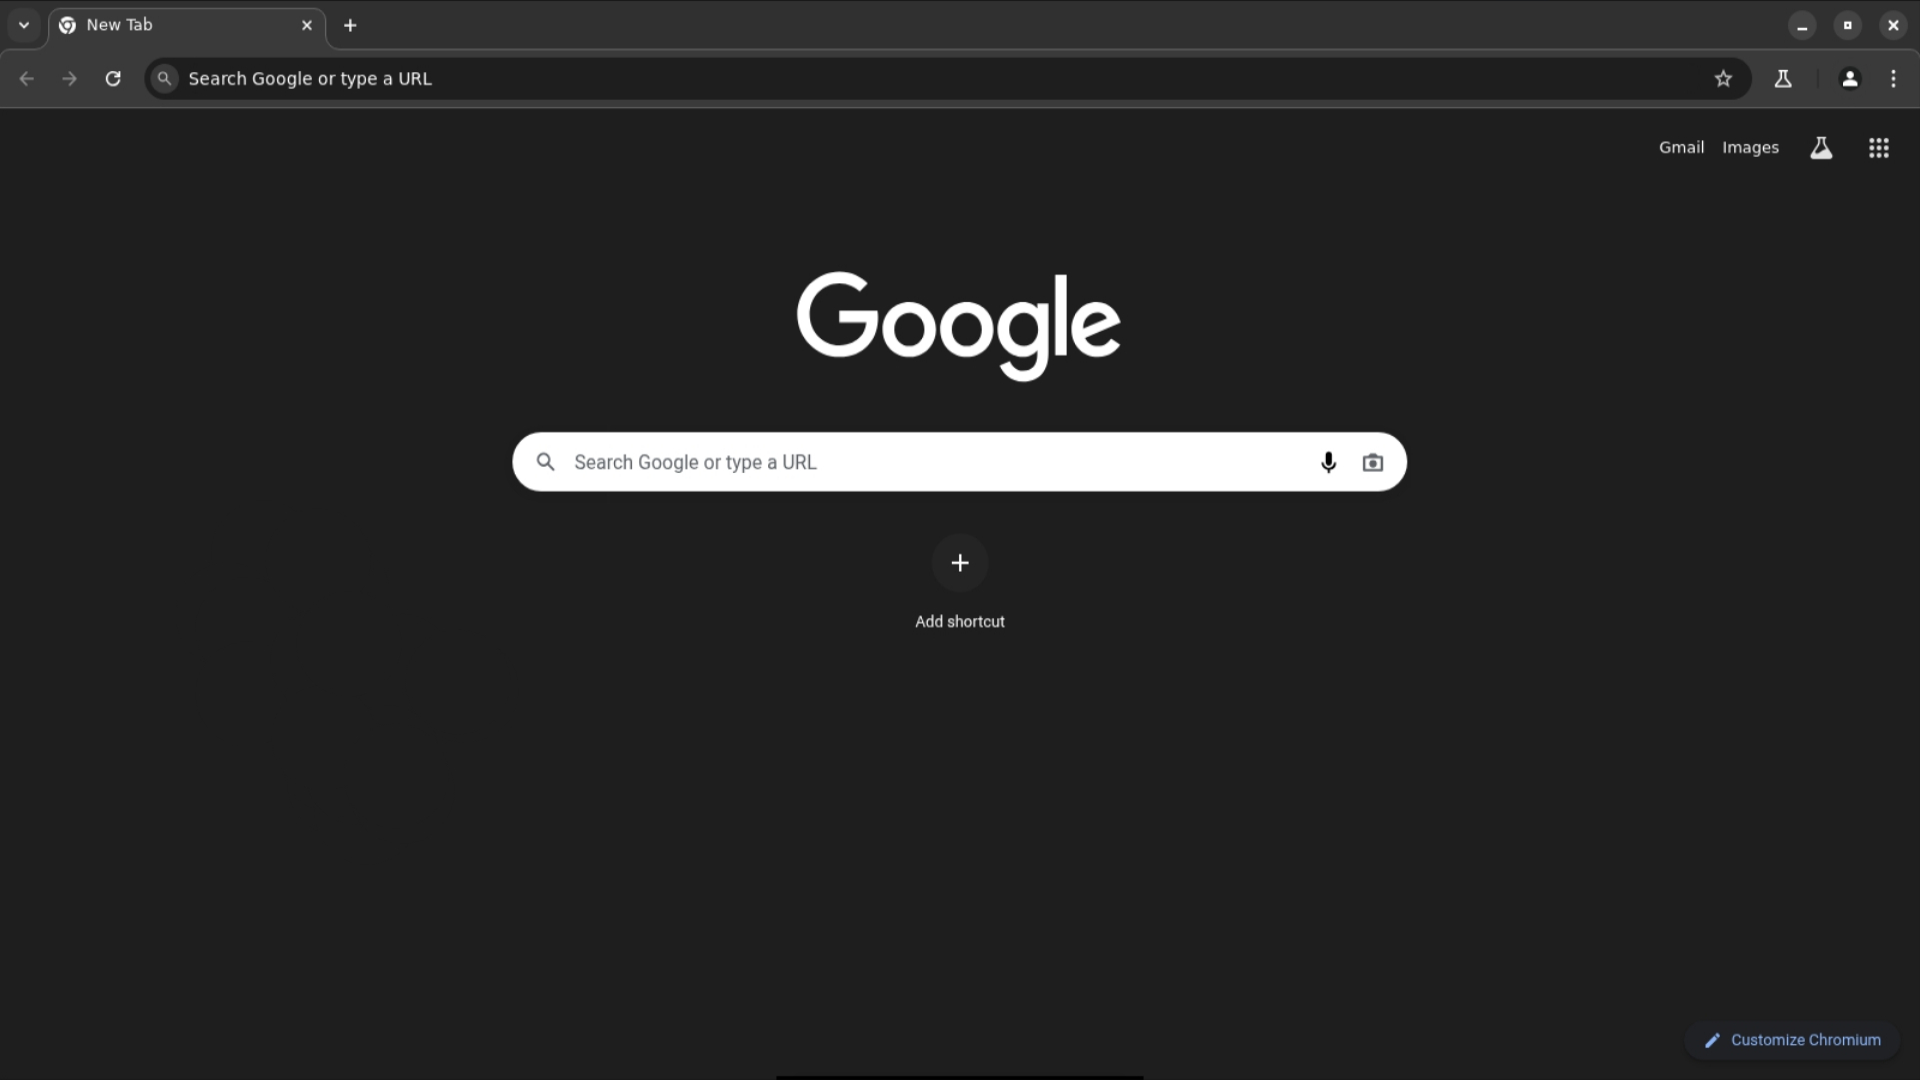 New Tab
Search Google or type a URL
Gmail Images
Google
Search Google or type a URL
Add shortcut
Customize Chromium